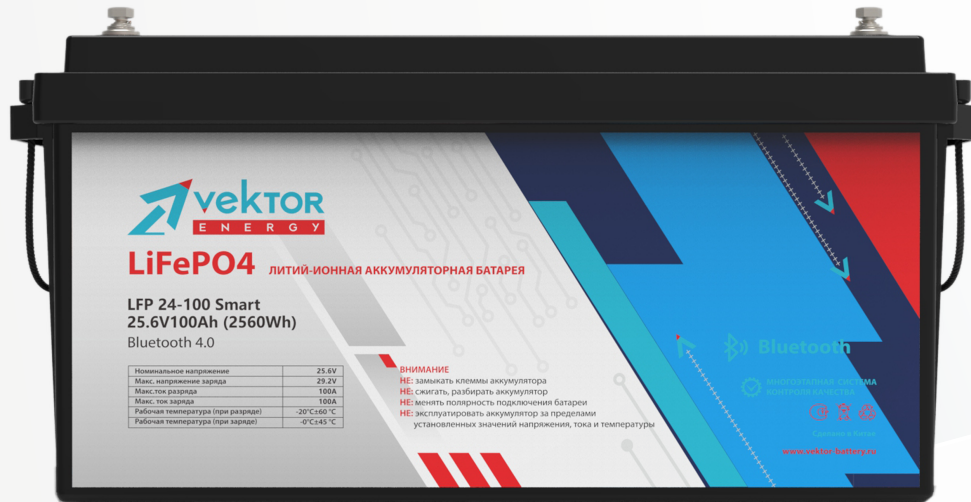 vektor
ENERGY
LiFePO4 ЛИТИЙ-ИОННАЯ АККУМУЛЯТОРНАЯ БАТАРЕЯ
LFP 24-100 Smart
25.6V100Ah (2560Wh)
Bluetooth 4.0
Номинальное напряжение 25.6V
Макс. напряжение заряда 29.2V
Макс.ток разряда 100A
Макс. ток заряда 100A
Рабочая температура (при разряде) -20°C±60 °C
Рабочая температура (при заряде) -0°C±45 °C
ВНИМАНИЕ
НЕ: замыкать клеммы аккумулятора
НЕ: сжигать, разбирать аккумулятор
НЕ: менять полярность подключения батареи
НЕ: эксплуатировать аккумулятор за пределами
установленных значений напряжения, тока и температуры
Bluetooth
МНОГОЭТАПНАЯ СИСТЕМА
КОНТРОЛЯ КАЧЕСТВА
Сделано в Китае
www.vektor-battery.ru